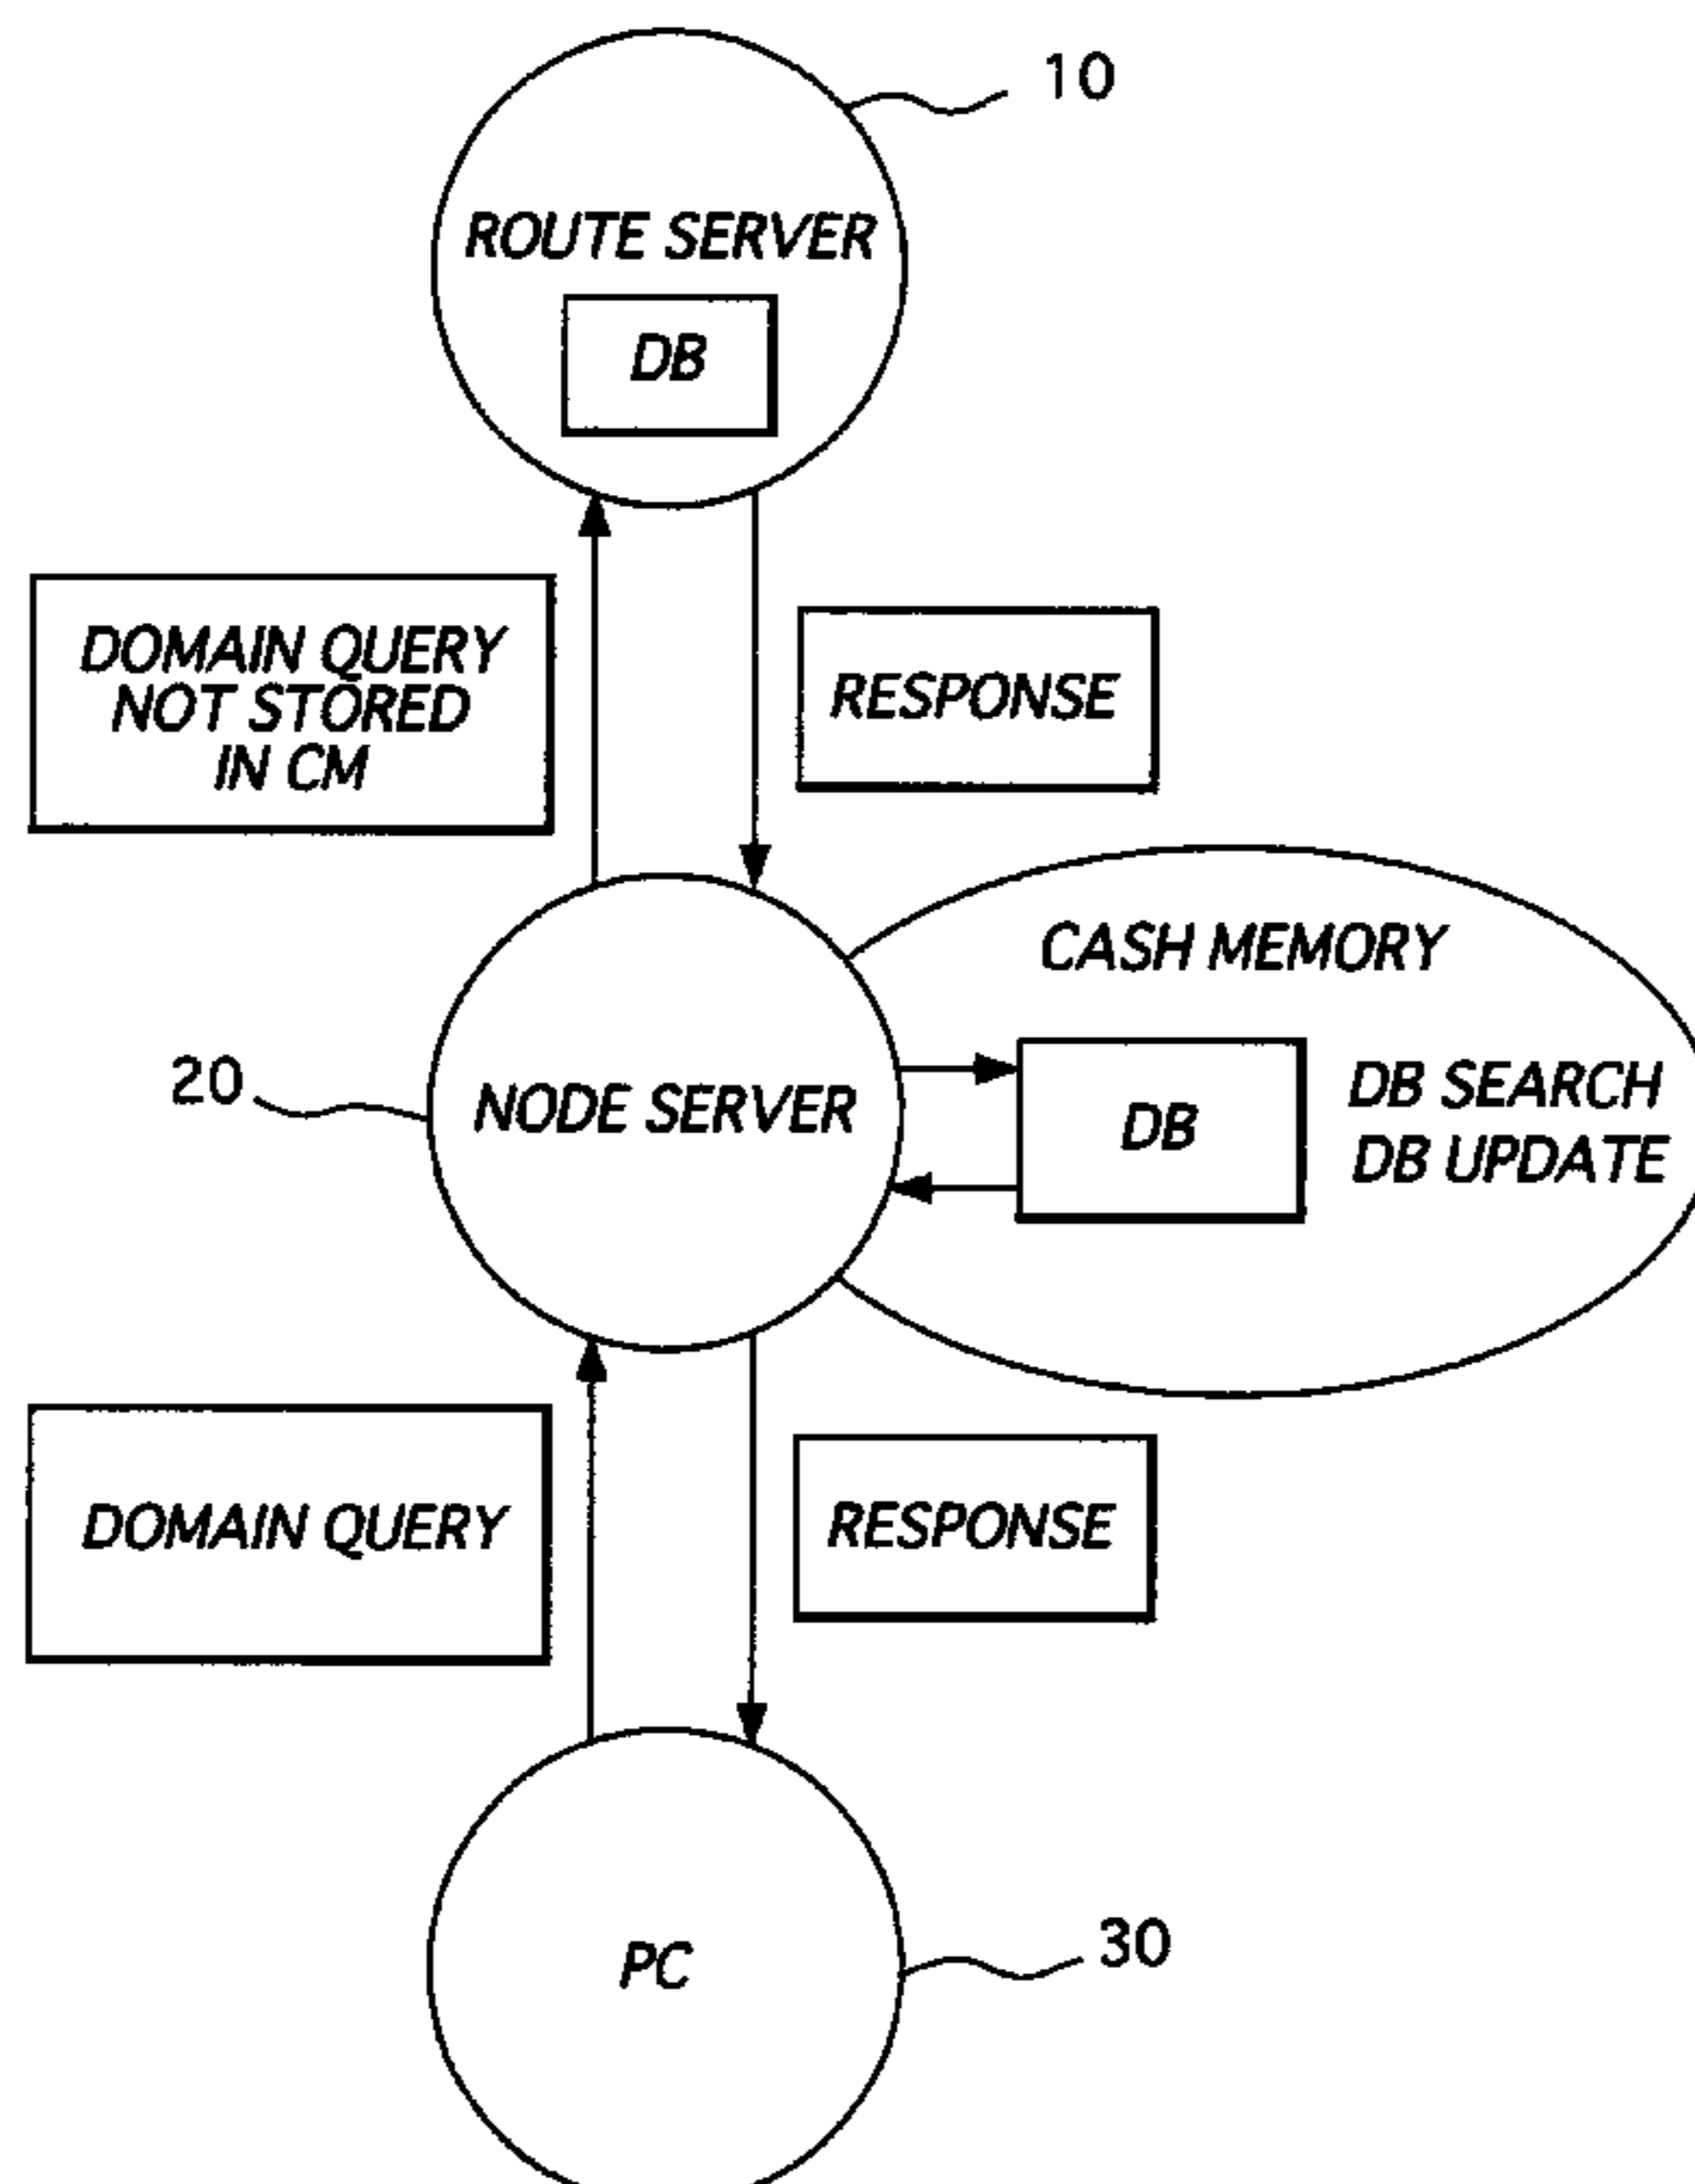 10
ROUTE SERVER
DB
DOMAIN QUERY
NOT STORED
IN CM
RESPONSE
CASH MEMORY
20
NODE SERVER
DB
DB SEARCH
DB UPDATE
DOMAIN QUERY
RESPONSE
PC
30